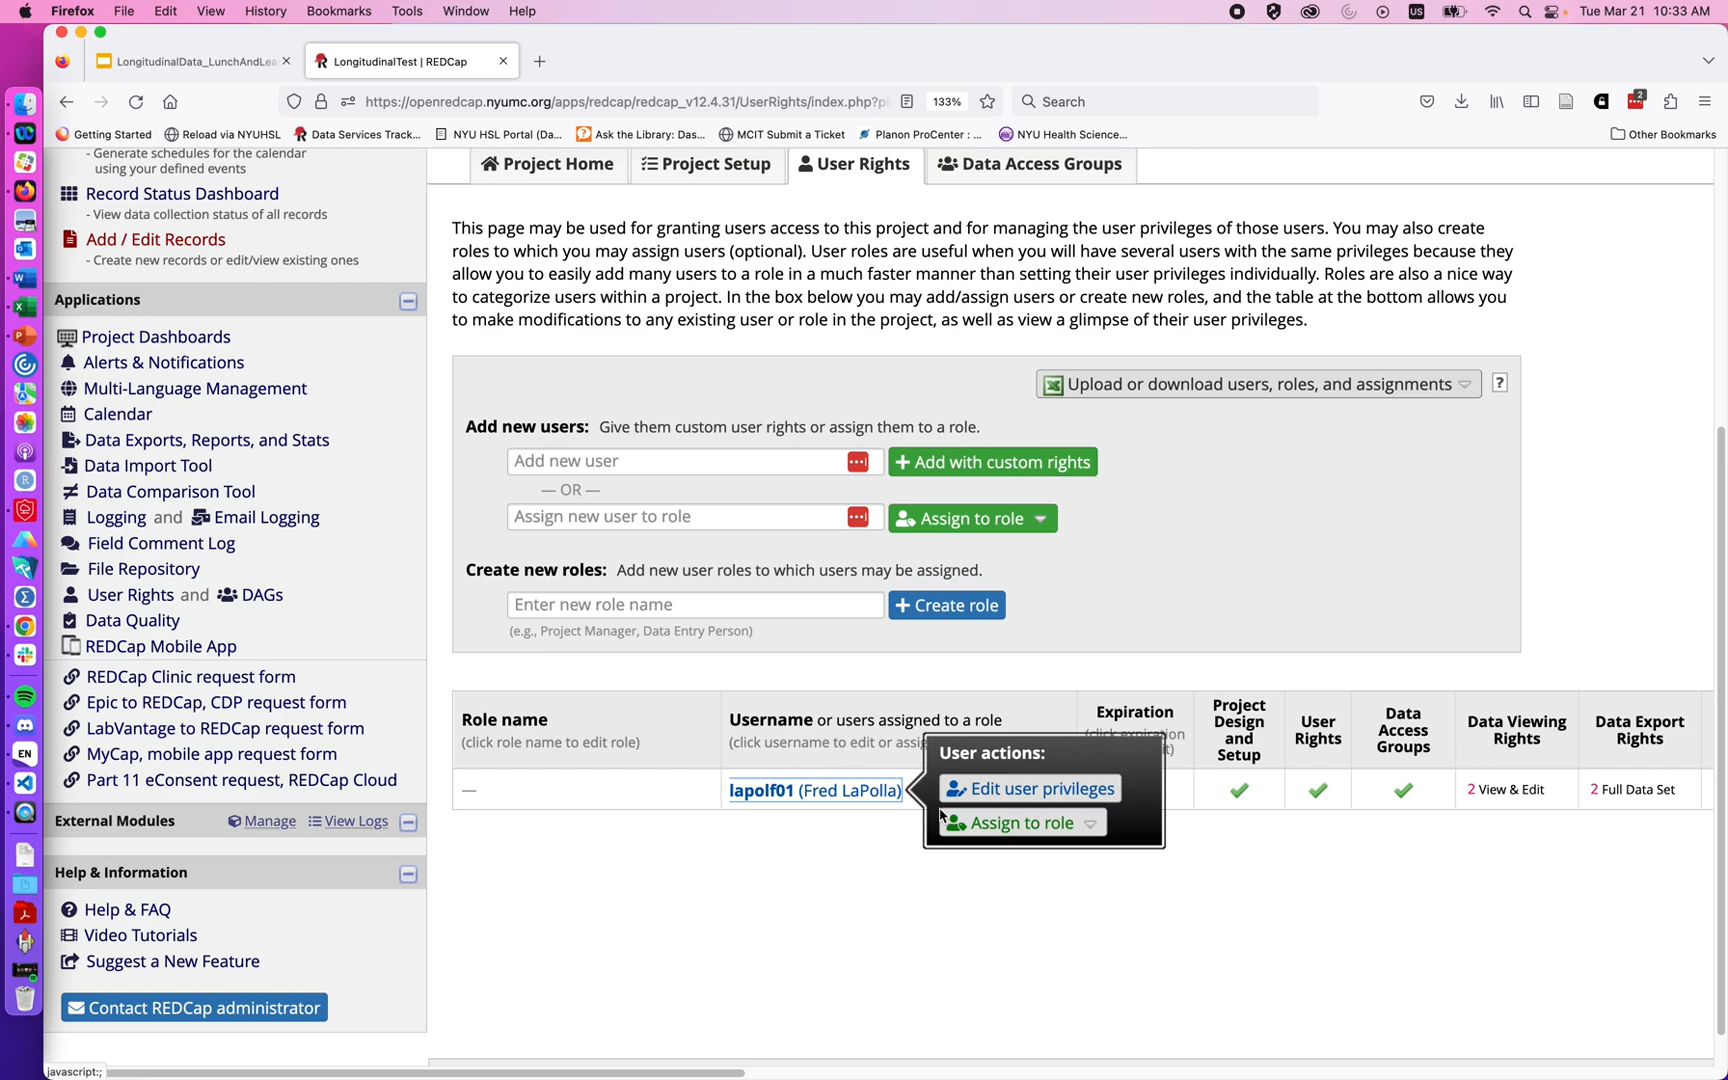 Firefox File Edit View History Bookmarks Tools Window Help US Tue Mar 21 10:33 AM
LongitudinalData_LunchAndLea LongitudinalTest | REDCap
https://openredcap.nyumc.org/apps/redcap/redcap_v12.4.31/UserRights/index.php?pi 133% Search 2
Getting Started Reload via NYUHSL Data Services Track... NYU HSL Portal (Da... Ask the Library: Das... MCIT Submit a Ticket Planon ProCenter : ... NYU Health Science... Other Bookmarks
- Generate schedules for the calendar
using your defined events
Record Status Dashboard
- View data collection status of all records
Add / Edit Records
- Create new records or edit/view existing ones
Applications
Project Dashboards
Alerts & Notifications
Multi-Language Management
Calendar
Data Exports, Reports, and Stats
Data Import Tool
Data Comparison Tool
Logging and Email Logging
Field Comment Log
File Repository
User Rights and DAGs
Data Quality
REDCap Mobile App
REDCap Clinic request form
Epic to REDCap, CDP request form
LabVantage to REDCap request form
MyCap, mobile app request form
Part 11 eConsent request, REDCap Cloud
External Modules Manage View Logs
Help & Information
Help & FAQ
Video Tutorials
Suggest a New Feature
Contact REDCap administrator
javascript:;
Project Home Project Setup User Rights Data Access Groups
This page may be used for granting users access to this project and for managing the user privileges of those users. You may also create
roles to which you may assign users (optional). User roles are useful when you will have several users with the same privileges because they
allow you to easily add many users to a role in a much faster manner than setting their user privileges individually. Roles are also a nice way
to categorize users within a project. In the box below you may add/assign users or create new roles, and the table at the bottom allows you
to make modifications to any existing user or role in the project, as well as view a glimpse of their user privileges.
Upload or download users, roles, and assignments ?
Add new users: Give them custom user rights or assign them to a role.
Add new user + Add with custom rights
— OR —
Assign new user to role Assign to role
Create new roles: Add new user roles to which users may be assigned.
Enter new role name + Create role
(e.g., Project Manager, Data Entry Person)
Role name
(click role name to edit role)
Username or users assigned to a role
(click username to edit or assig
Expiration
(click expiration
Project
Design
and
Setup
User
Rights
Data
Access
Groups
Data Viewing
Rights
Data Export
Rights
— lapolf01 (Fred LaPolla) 2 View & Edit 2 Full Data Set
User actions:
Edit user privileges
Assign to role
EN